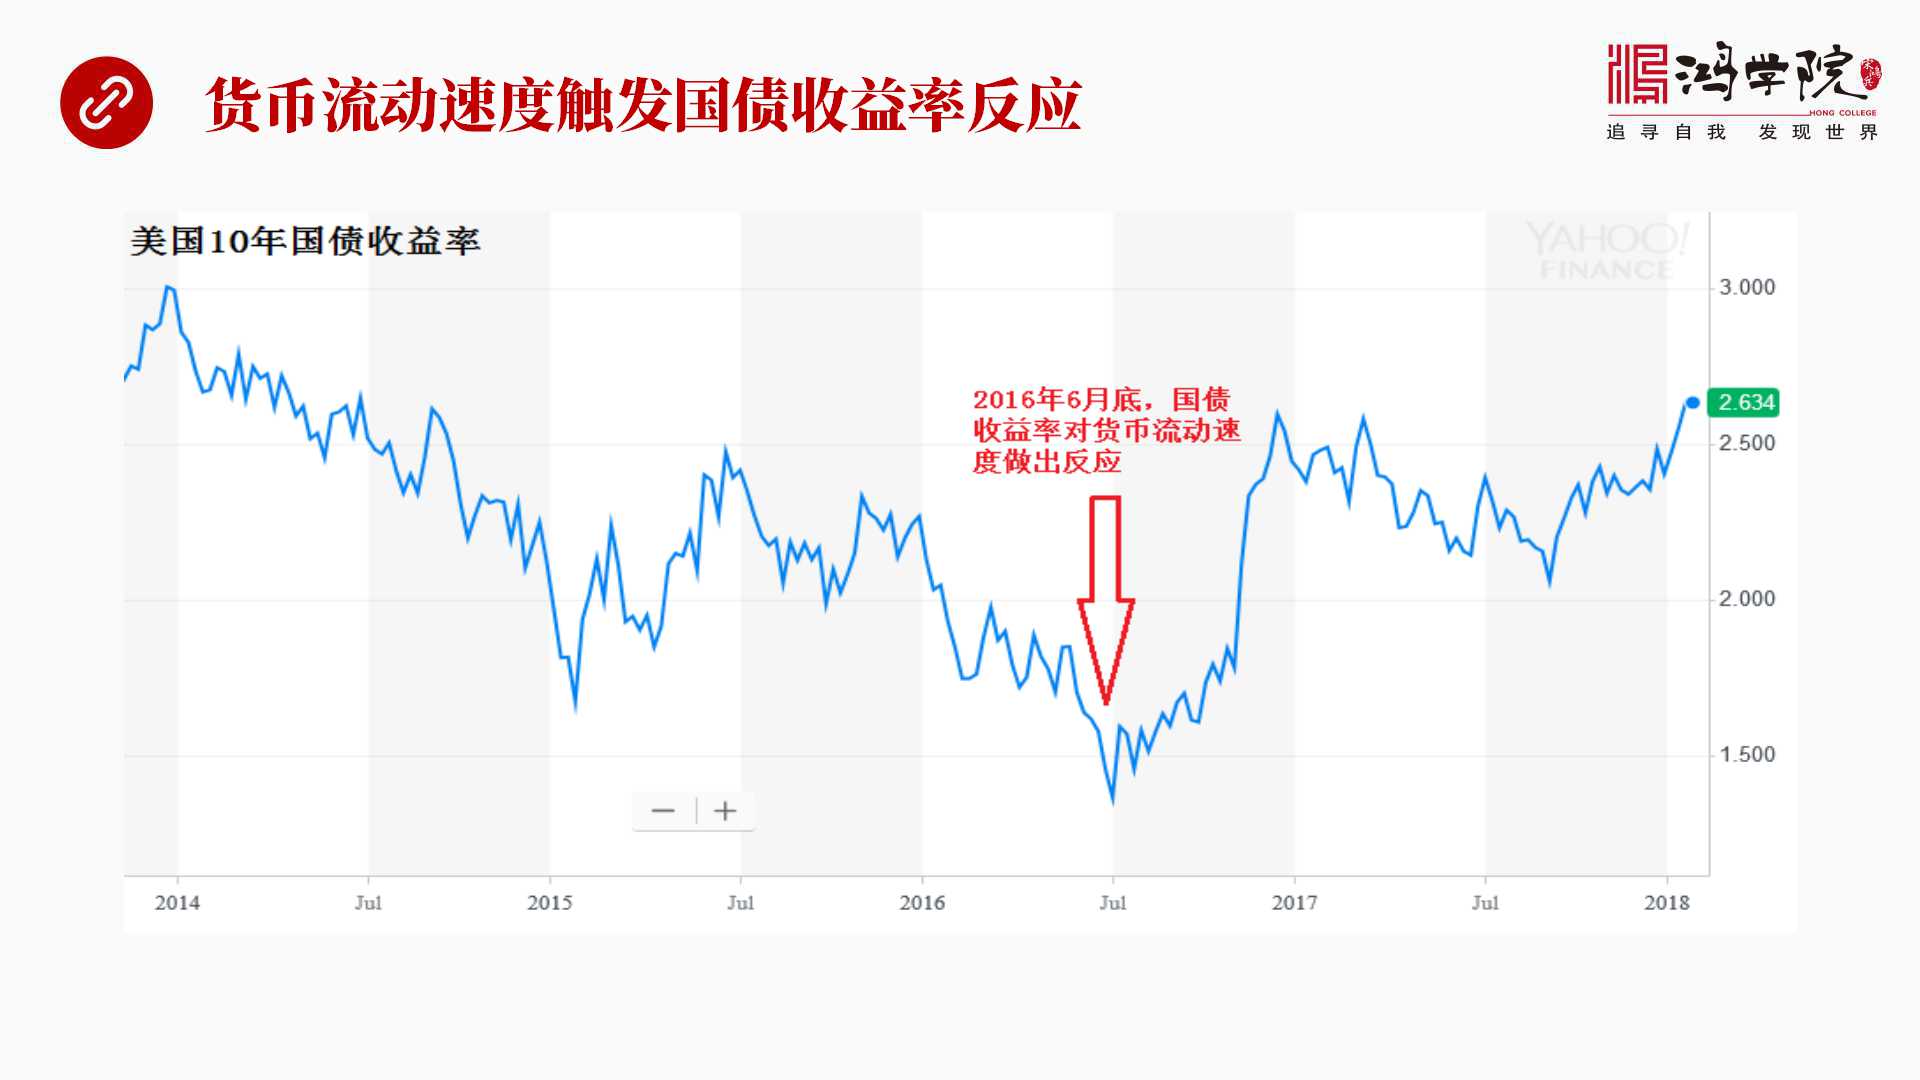 货币流动速度触发国债收益率反应
鸿学院
宋鸿兵
HONG COLLEGE
追寻自我 发现世界
美国10年国债收益率
YAHOO!
FINANCE
3.000
2016年6月底，国债
收益率对货币流动速
度做出反应
2.634
2.500
2.000
1.500
− +
2014 Jul 2015 Jul 2016 Jul 2017 Jul 2018